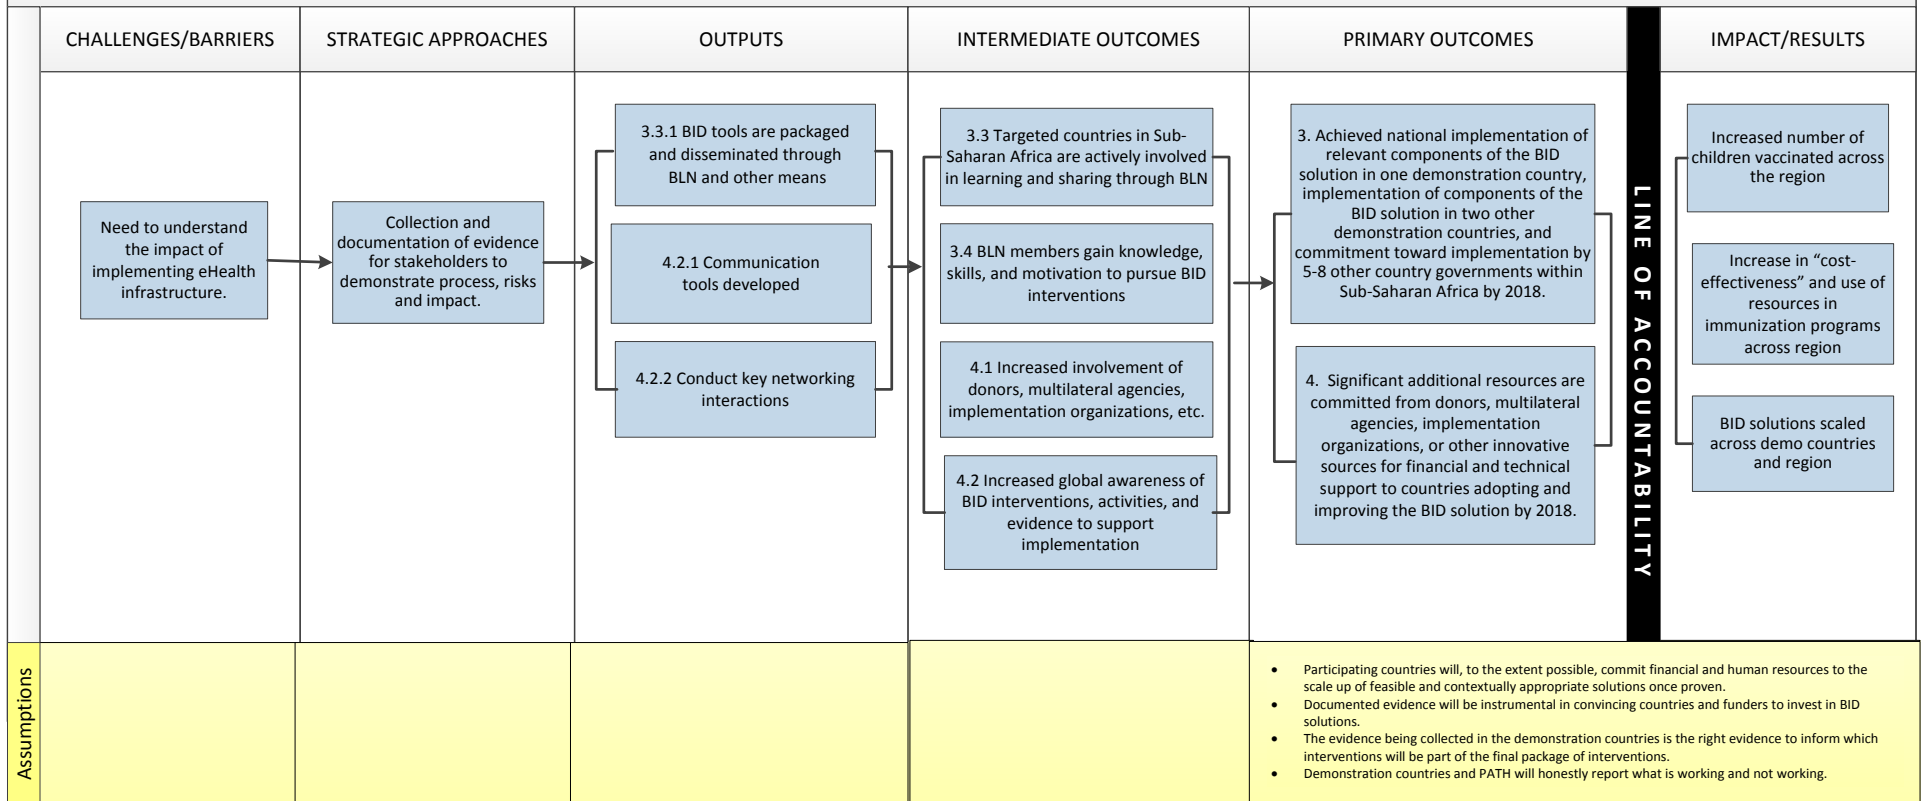 CHALLENGES/BARRIERS
STRATEGIC APPROACHES
OUTPUTS
INTERMEDIATE OUTCOMES
PRIMARY OUTCOMES
IMPACT/RESULTS
Need to understand
the impact of
implementing eHealth
infrastructure.
Collection and
documentation of evidence
for stakeholders to
demonstrate process, risks
and impact.
3.3.1 BID tools are packaged
and disseminated through
BLN and other means
4.2.1 Communication
tools developed
4.2.2 Conduct key networking
interactions
3.3 Targeted countries in Sub-
Saharan Africa are actively involved
in learning and sharing through BLN
3.4 BLN members gain knowledge,
skills, and motivation to pursue BID
interventions
4.1 Increased involvement of
donors, multilateral agencies,
implementation organizations, etc.
4.2 Increased global awareness of
BID interventions, activities, and
evidence to support
implementation
3. Achieved national implementation of
relevant components of the BID
solution in one demonstration country,
implementation of components of the
BID solution in two other
demonstration countries, and
commitment toward implementation by
5-8 other country governments within
Sub-Saharan Africa by 2018.
4. Significant additional resources are
committed from donors, multilateral
agencies, implementation
organizations, or other innovative
sources for financial and technical
support to countries adopting and
improving the BID solution by 2018.
LINE OF ACCOUNTABILITY
Increased number of
children vaccinated across
the region
Increase in “cost-
effectiveness” and use of
resources in
immunization programs
across region
BID solutions scaled
across demo countries
and region
Assumptions
• Participating countries will, to the extent possible, commit financial and human resources to the
scale up of feasible and contextually appropriate solutions once proven.
• Documented evidence will be instrumental in convincing countries and funders to invest in BID
solutions.
• The evidence being collected in the demonstration countries is the right evidence to inform which
interventions will be part of the final package of interventions.
• Demonstration countries and PATH will honestly report what is working and not working.